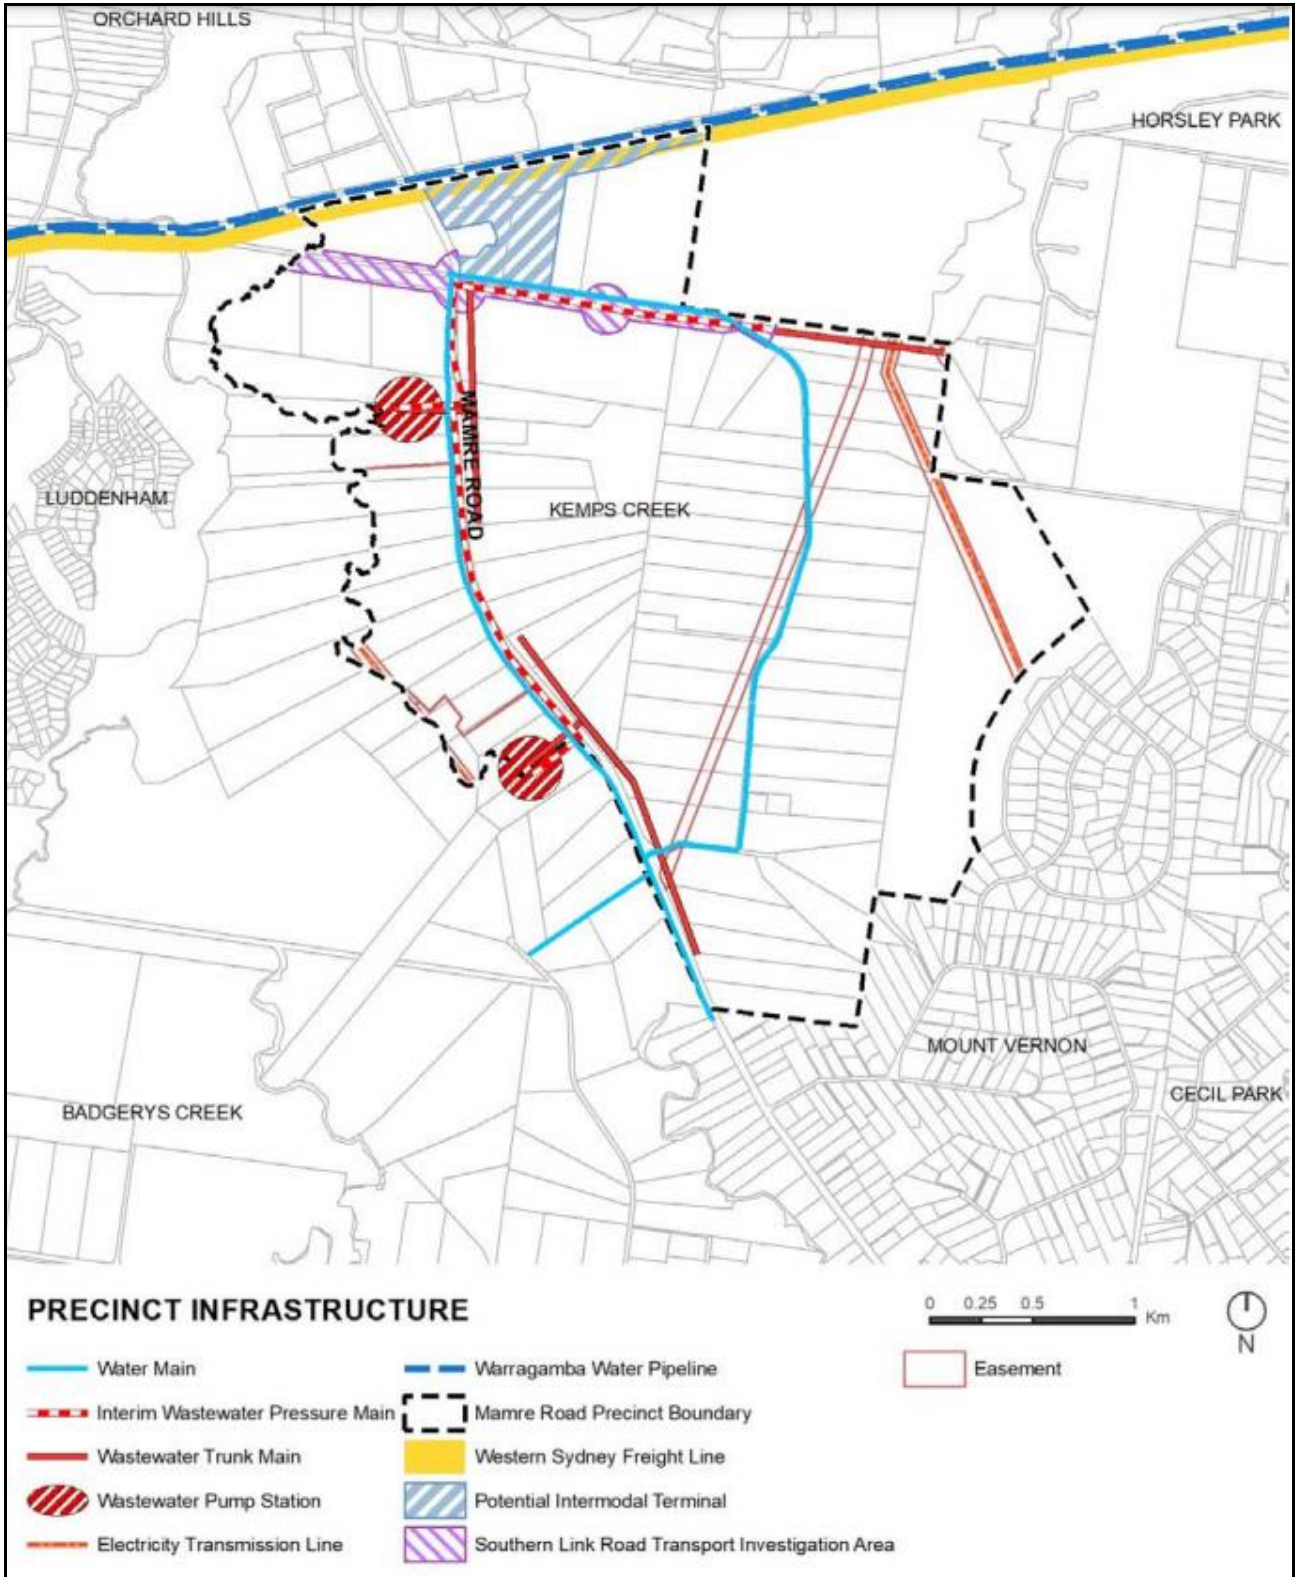 ORCHARD HILLS
HORSLEY PARK
MAMRE ROAD
LUDDENHAM
KEMPS CREEK
MOUNT VERNON
CECIL PARK
BADGERYS CREEK
PRECINCT INFRASTRUCTURE
0 0.25 0.5 1 Km
N
Water Main
Interim Wastewater Pressure Main
Wastewater Trunk Main
Wastewater Pump Station
Electricity Transmission Line
Warragamba Water Pipeline
Mamre Road Precinct Boundary
Western Sydney Freight Line
Potential Intermodal Terminal
Southern Link Road Transport Investigation Area
Easement